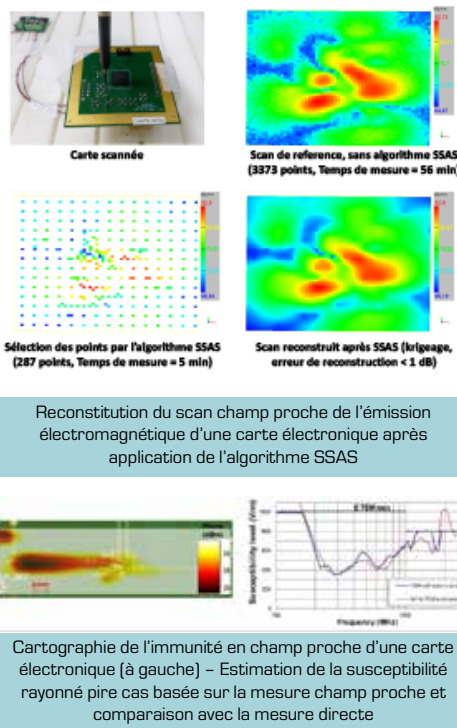 Carte scannée
Scan de reference, sans algorithme SSAS
(3373 points, Temps de mesure = 56 min)
Sélection des points par l'algorithme SSAS
(287 points, Temps de mesure = 5 min)
Scan reconstruit après SSAS (krigeage,
erreur de reconstruction < 1 dB)
Reconstitution du scan champ proche de l'émission
électromagnétique d'une carte électronique après
application de l'algorithme SSAS
Susceptibility level (V/m)
Frequency (MHz)
Cartographie de l'immunité en champ proche d'une carte
électronique (à gauche) – Estimation de la susceptibilité
rayonné pire cas basée sur la mesure champ proche et
comparaison avec la mesure directe